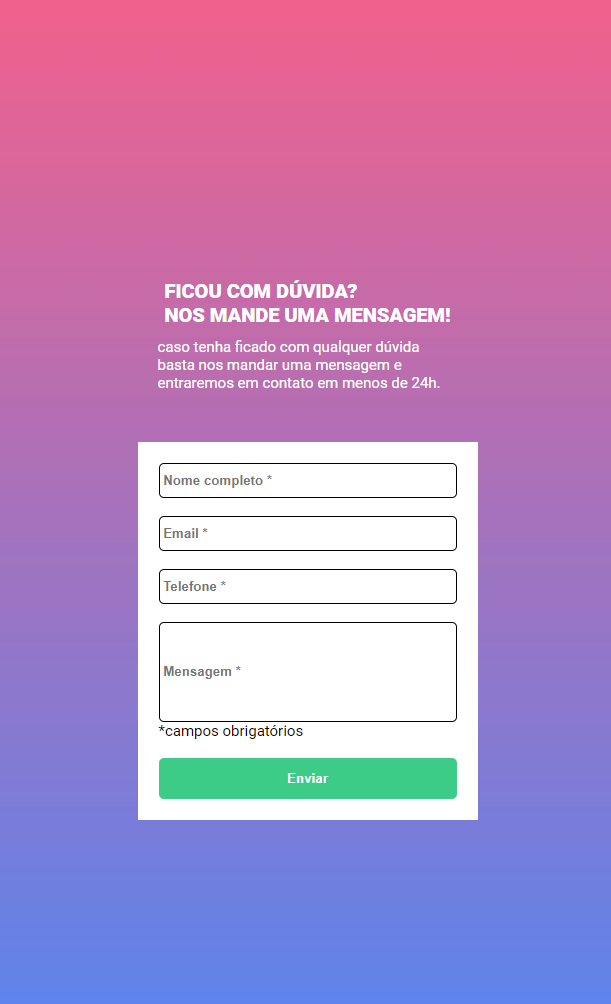 FICOU COM DÚVIDA?
NOS MANDE UMA MENSAGEM!
caso tenha ficado com qualquer dúvida
basta nos mandar uma mensagem e
entraremos em contato em menos de 24h.
Nome completo *
Email *
Telefone *
Mensagem *
*campos obrigatórios
Enviar